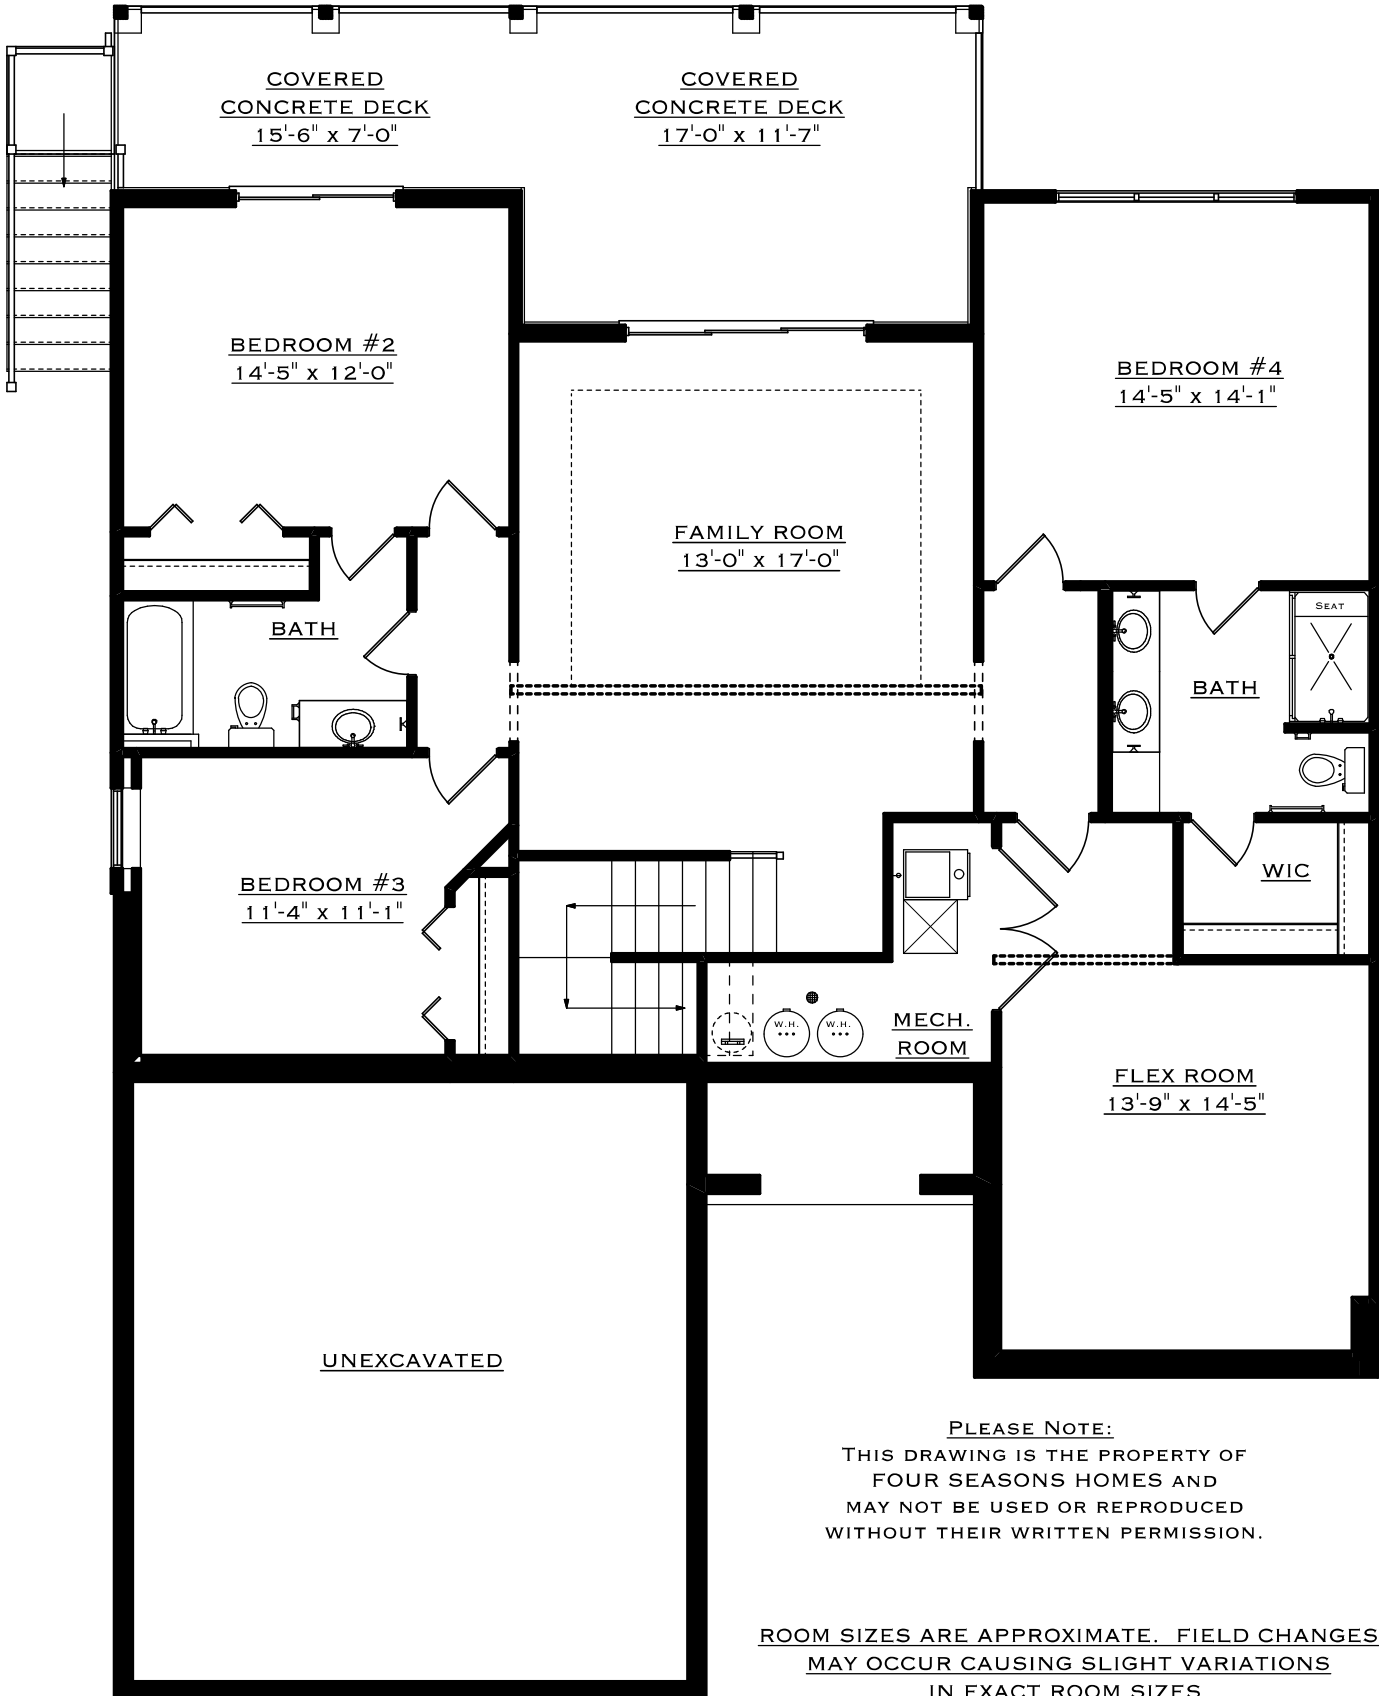 COVERED
CONCRETE DECK
15'-6" x 7'-0"
COVERED
CONCRETE DECK
17'-0" x 11'-7"
BEDROOM #2
14'-5" x 12'-0"
BEDROOM #4
14'-5" x 14'-1"
FAMILY ROOM
13'-0" x 17'-0"
SEAT
BATH
BATH
WIC
BEDROOM #3
11'-4" x 11'-1"
W.H.
W.H.
MECH.
ROOM
FLEX ROOM
13'-9" x 14'-5"
UNEXCAVATED
PLEASE NOTE:
THIS DRAWING IS THE PROPERTY OF
FOUR SEASONS HOMES AND
MAY NOT BE USED OR REPRODUCED
WITHOUT THEIR WRITTEN PERMISSION.
ROOM SIZES ARE APPROXIMATE. FIELD CHANGES
MAY OCCUR CAUSING SLIGHT VARIATIONS
IN EXACT ROOM SIZES